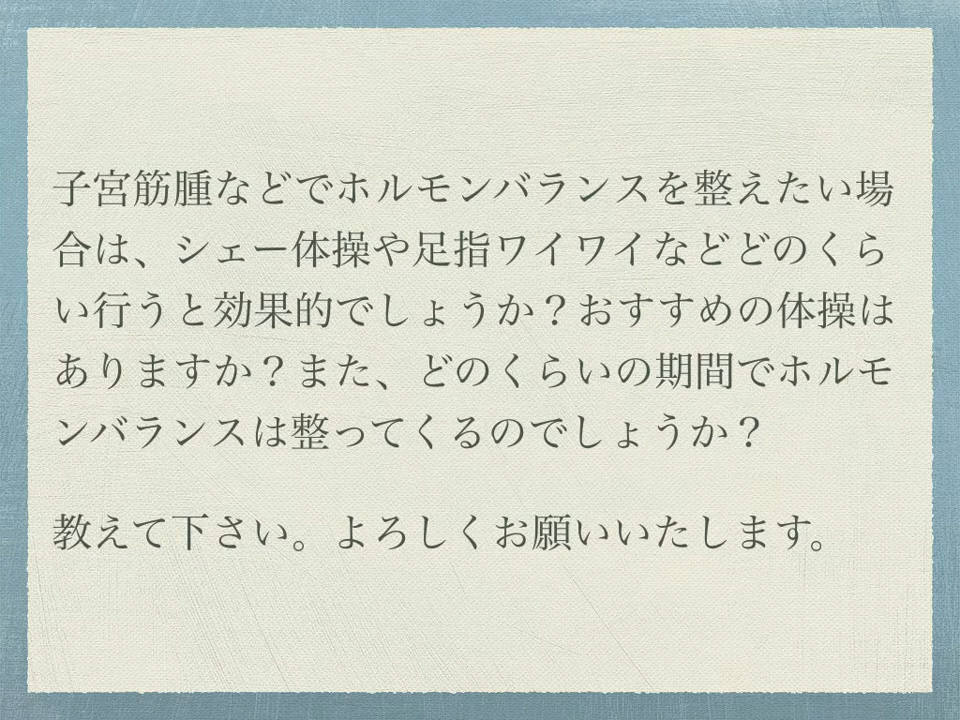 子宮筋腫などでホルモンバランスを整えたい場
合は、シェー体操や足指ワイワイなどどのくら
い行うと効果的でしょうか？おすすめの体操は
ありますか？また、どのくらいの期間でホルモ
ンバランスは整ってくるのでしょうか？
教えて下さい。よろしくお願いいたします。